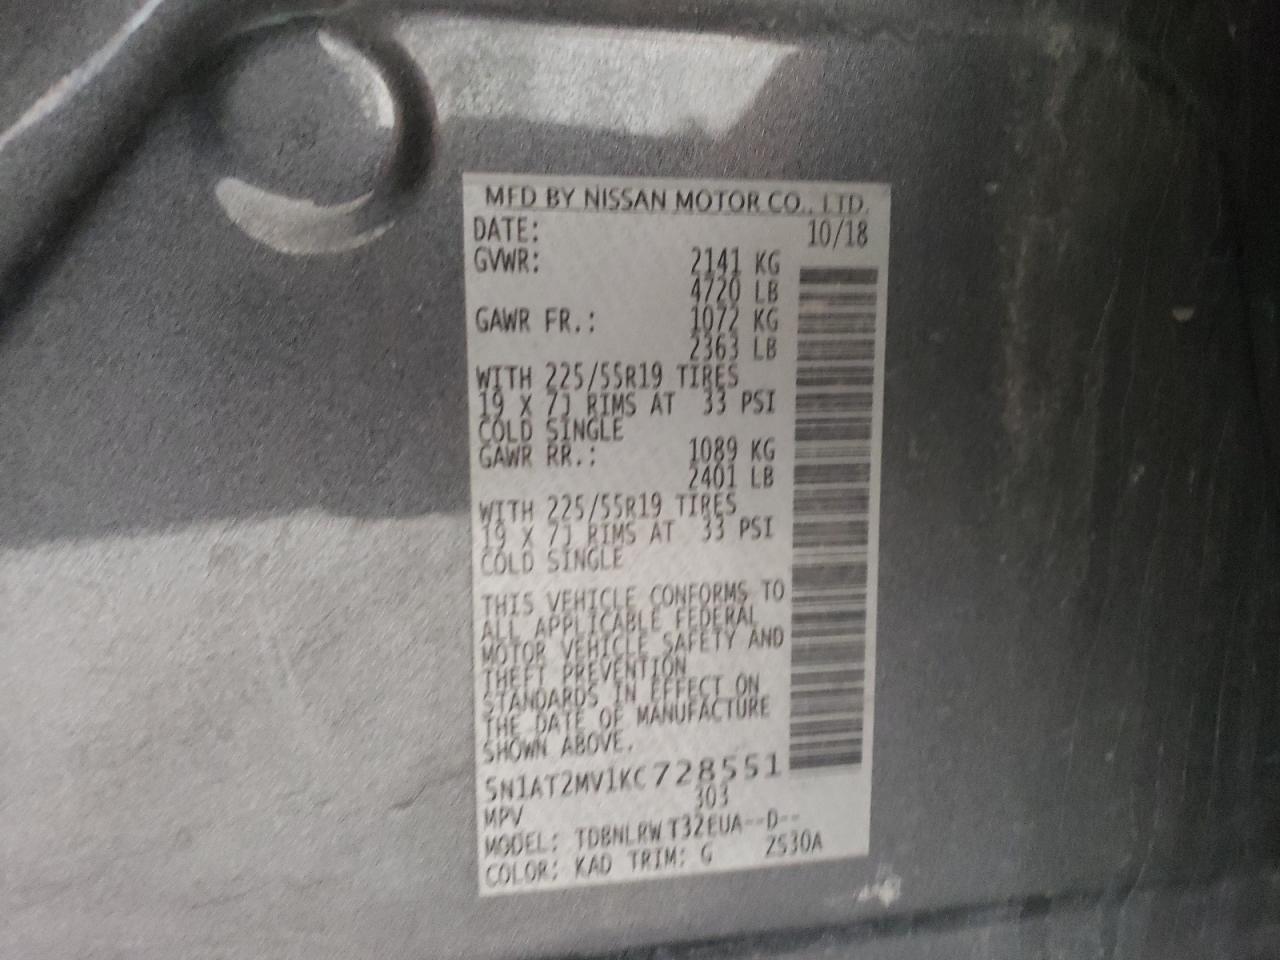 MFD BY NISSAN MOTOR CO., LTD.
DATE: 10/18
GVWR: 2141 KG
4720 LB
GAWR FR.: 1072 KG
2363 LB
WITH 225/55R19 TIRES
19 X 7J RIMS AT 33 PSI
COLD SINGLE
GAWR RR.: 1089 KG
2401 LB
WITH 225/55R19 TIRES
19 X 7J RIMS AT 33 PSI
COLD SINGLE
THIS VEHICLE CONFORMS TO
ALL APPLICABLE FEDERAL
MOTOR VEHICLE SAFETY AND
THEFT PREVENTION
STANDARDS IN EFFECT ON
THE DATE OF MANUFACTURE
SHOWN ABOVE.
5N1AT2MV1KC728551
MPV 303
MODEL: TDBNLRW T32EUA--D--
COLOR: KAD TRIM: G 2S30A